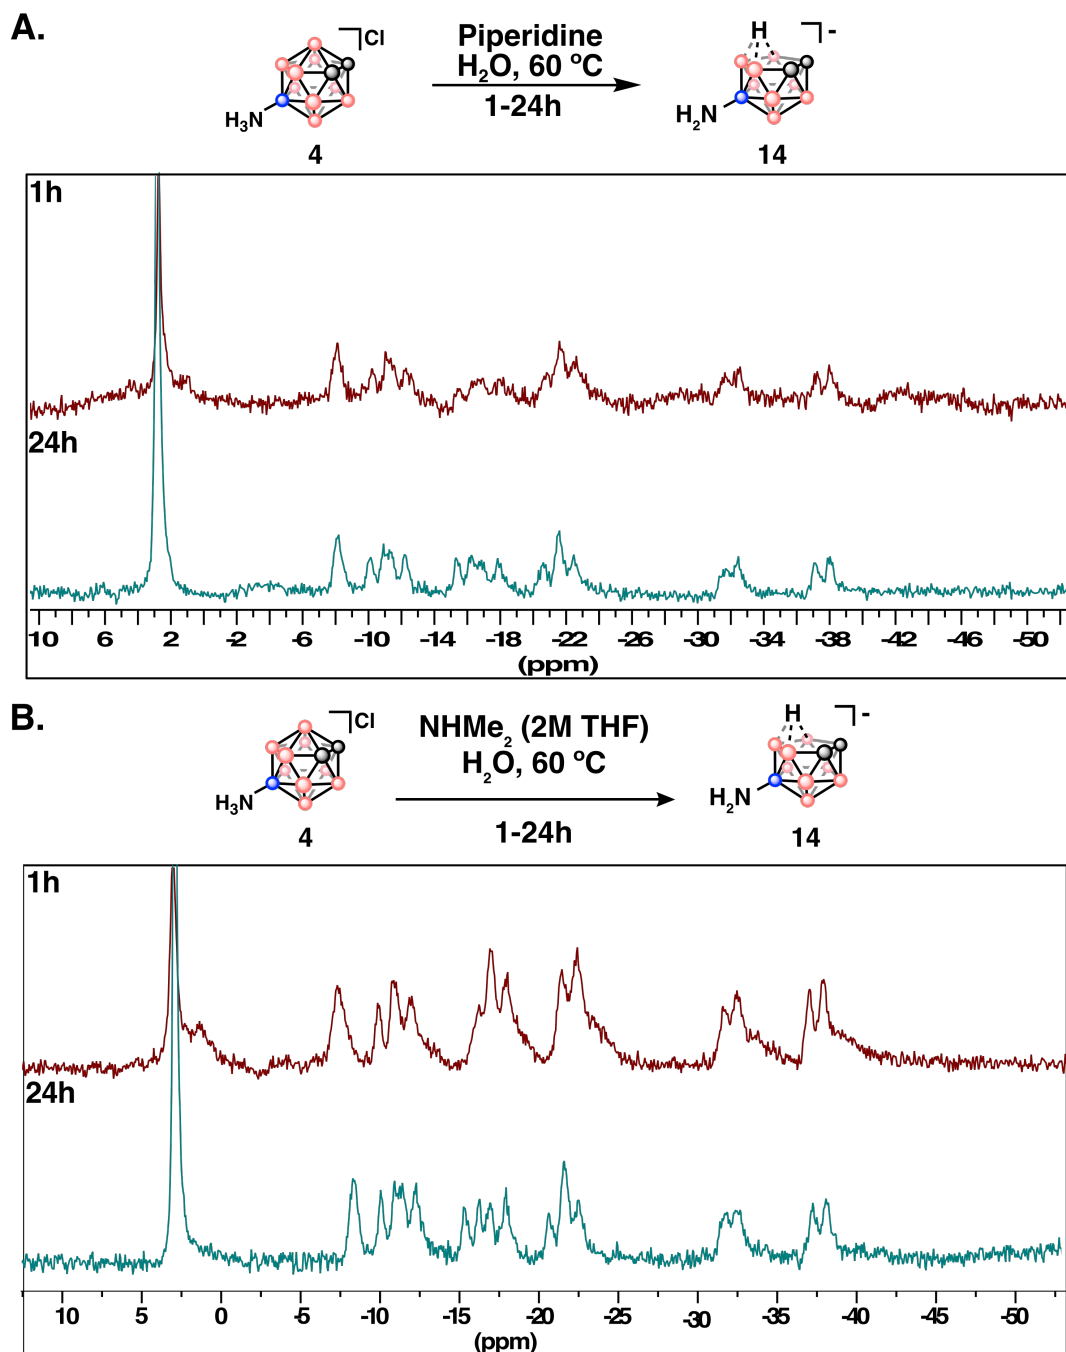 A.
Cl
Piperidine
H
-
H₂O, 60 ºC
1-24h
H₃N
H₂N
4
14
1h
24h
10 6 2 -2 -6 -10 -14 -18 -22 -26 -30 -34 -38 -42 -46 -50
(ppm)
B.
Cl
NHMe₂ (2M THF)
H
-
H₂O, 60 ºC
H₃N
H₂N
1-24h
4
14
1h
24h
10 5 0 -5 -10 -15 -20 -25 -30 -35 -40 -45 -50
(ppm)